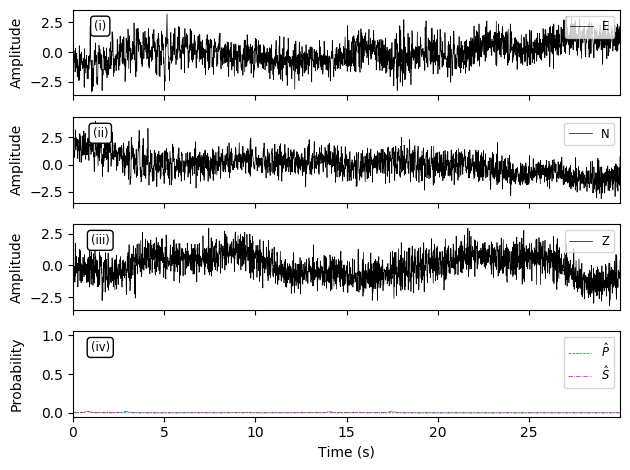 2.5
0.0
−2.5
Amplitude
(i)
E
2.5
0.0
−2.5
Amplitude
(ii)
N
2.5
0.0
−2.5
Amplitude
(iii)
Z
1.0
0.5
0.0
Probability
(iv)
P̂
Ŝ
0 5 10 15 20 25
Time (s)